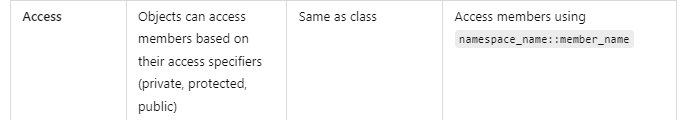 Access
Objects can access
members based on
their access specifiers
(private, protected,
public)
Same as class
Access members using
namespace_name::member_name